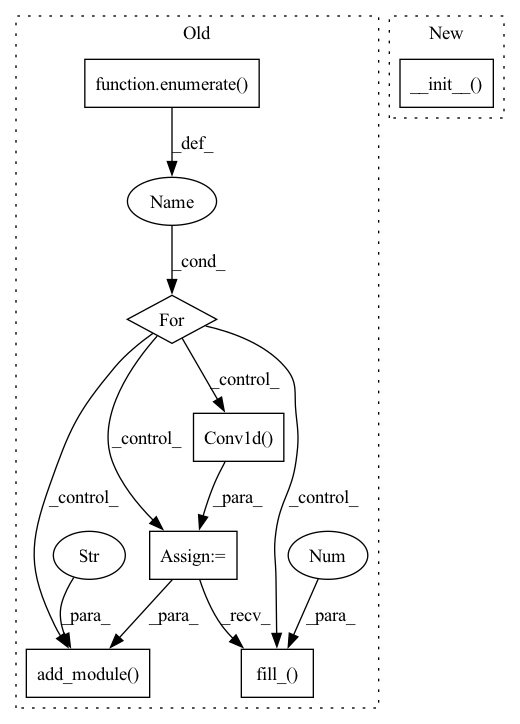 Old
New
function.enumerate()
__init__()
_def_
Name
_cond_
For
_control_
Conv1d()
_control_
_control_
_control_
_para_
Str
Assign:=
Num
_para_
_para_
_recv_
_para_
add_module()
fill_()